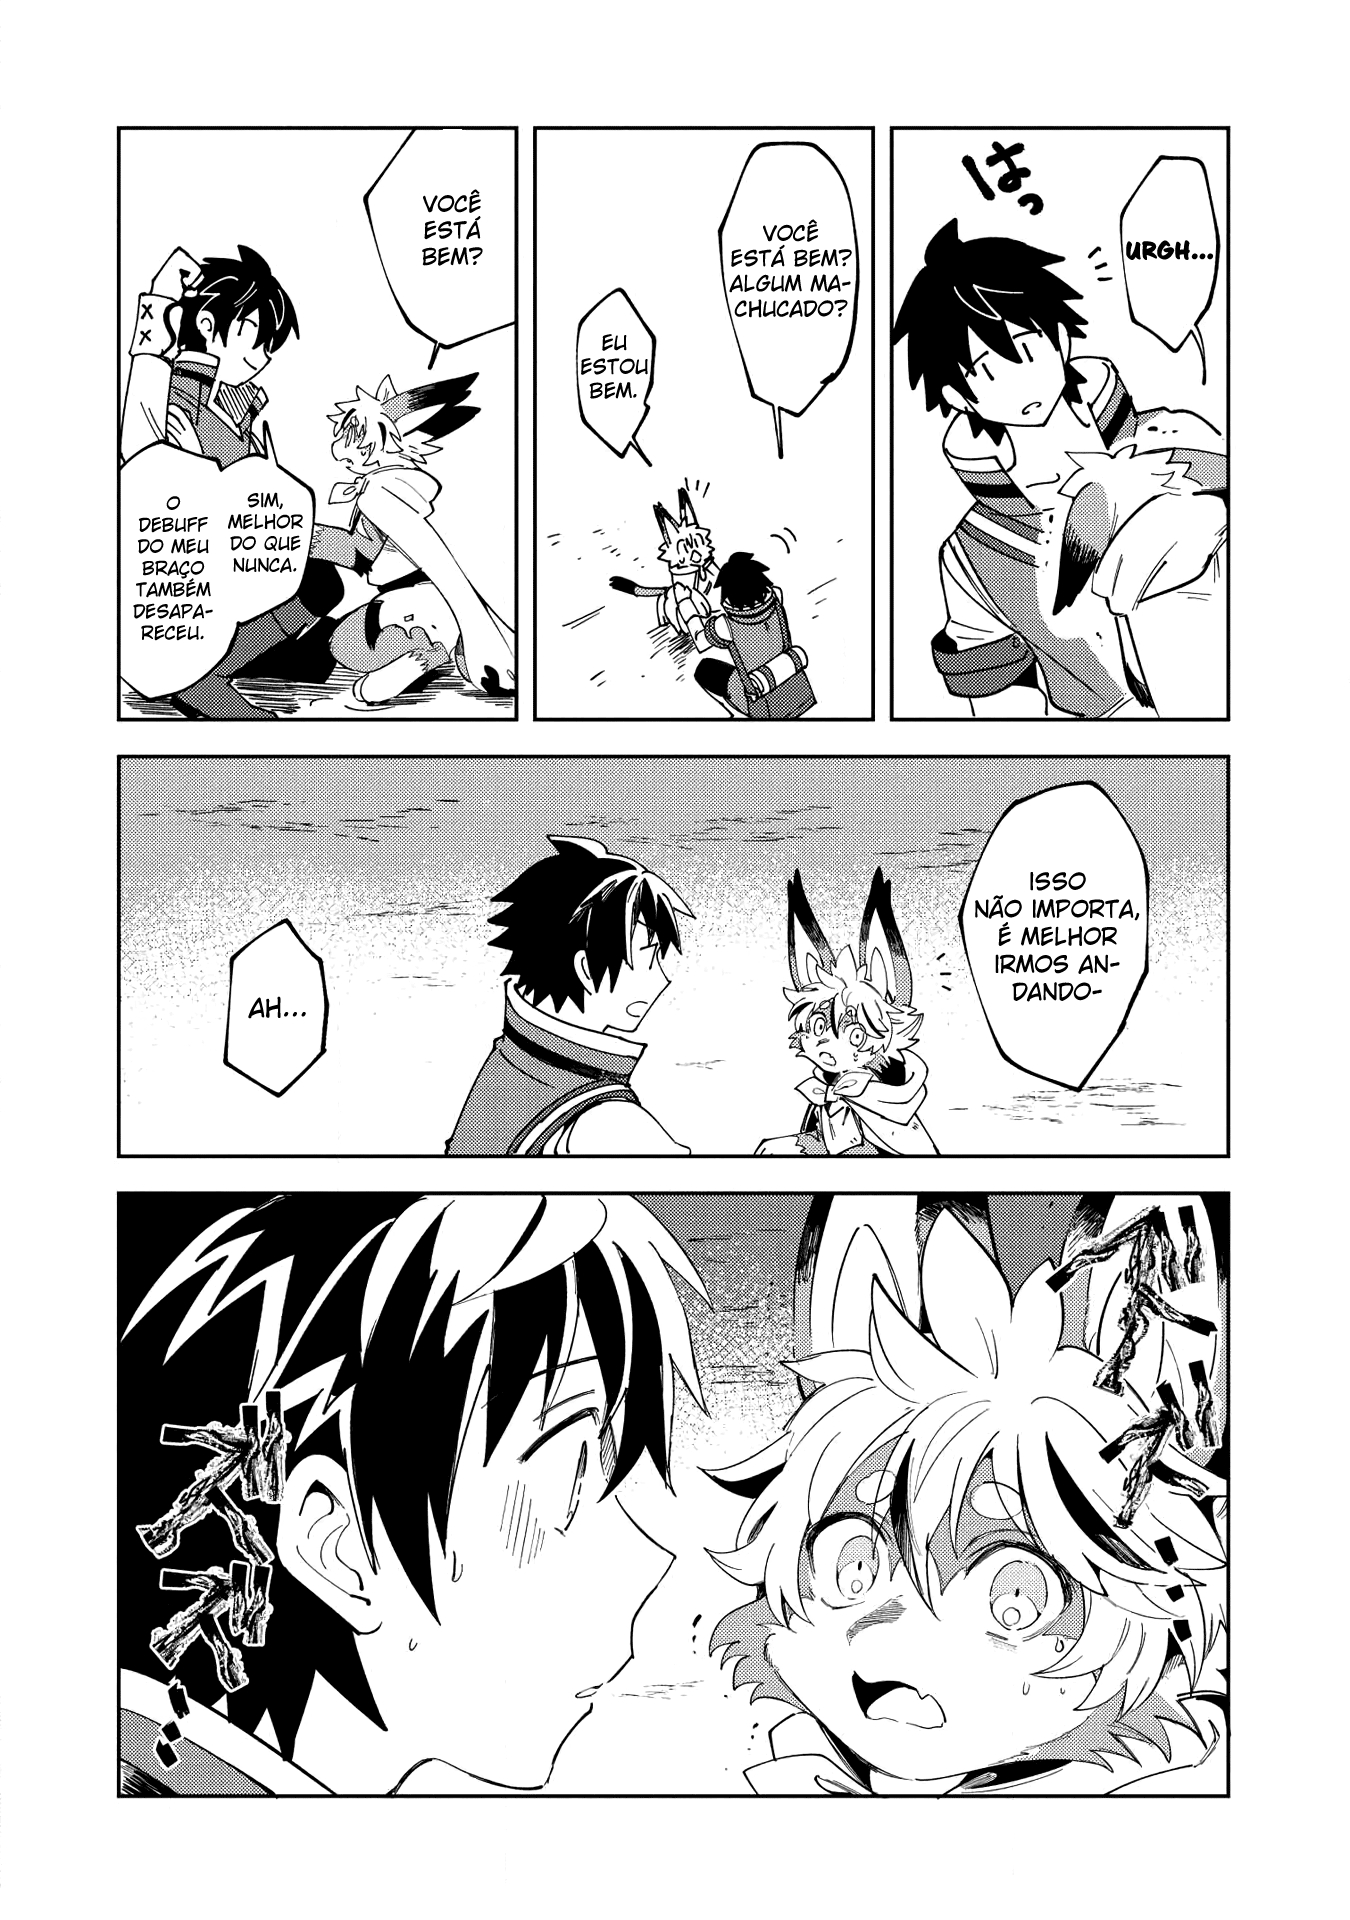 URGH...
はっ
VOCÊ
ESTÁ BEM?
ALGUM MA-
CHUCADO?
EU
ESTOU
BEM.
VOCÊ
ESTÁ
BEM?
SIM,
MELHOR
DO QUE
NUNCA.
O
DEBUFF
DO MEU
BRAÇO
TAMBÉM
DESAPA-
RECEU.
ISSO
NÃO IMPORTA,
É MELHOR
IRMOS AN-
DANDO-
AH...